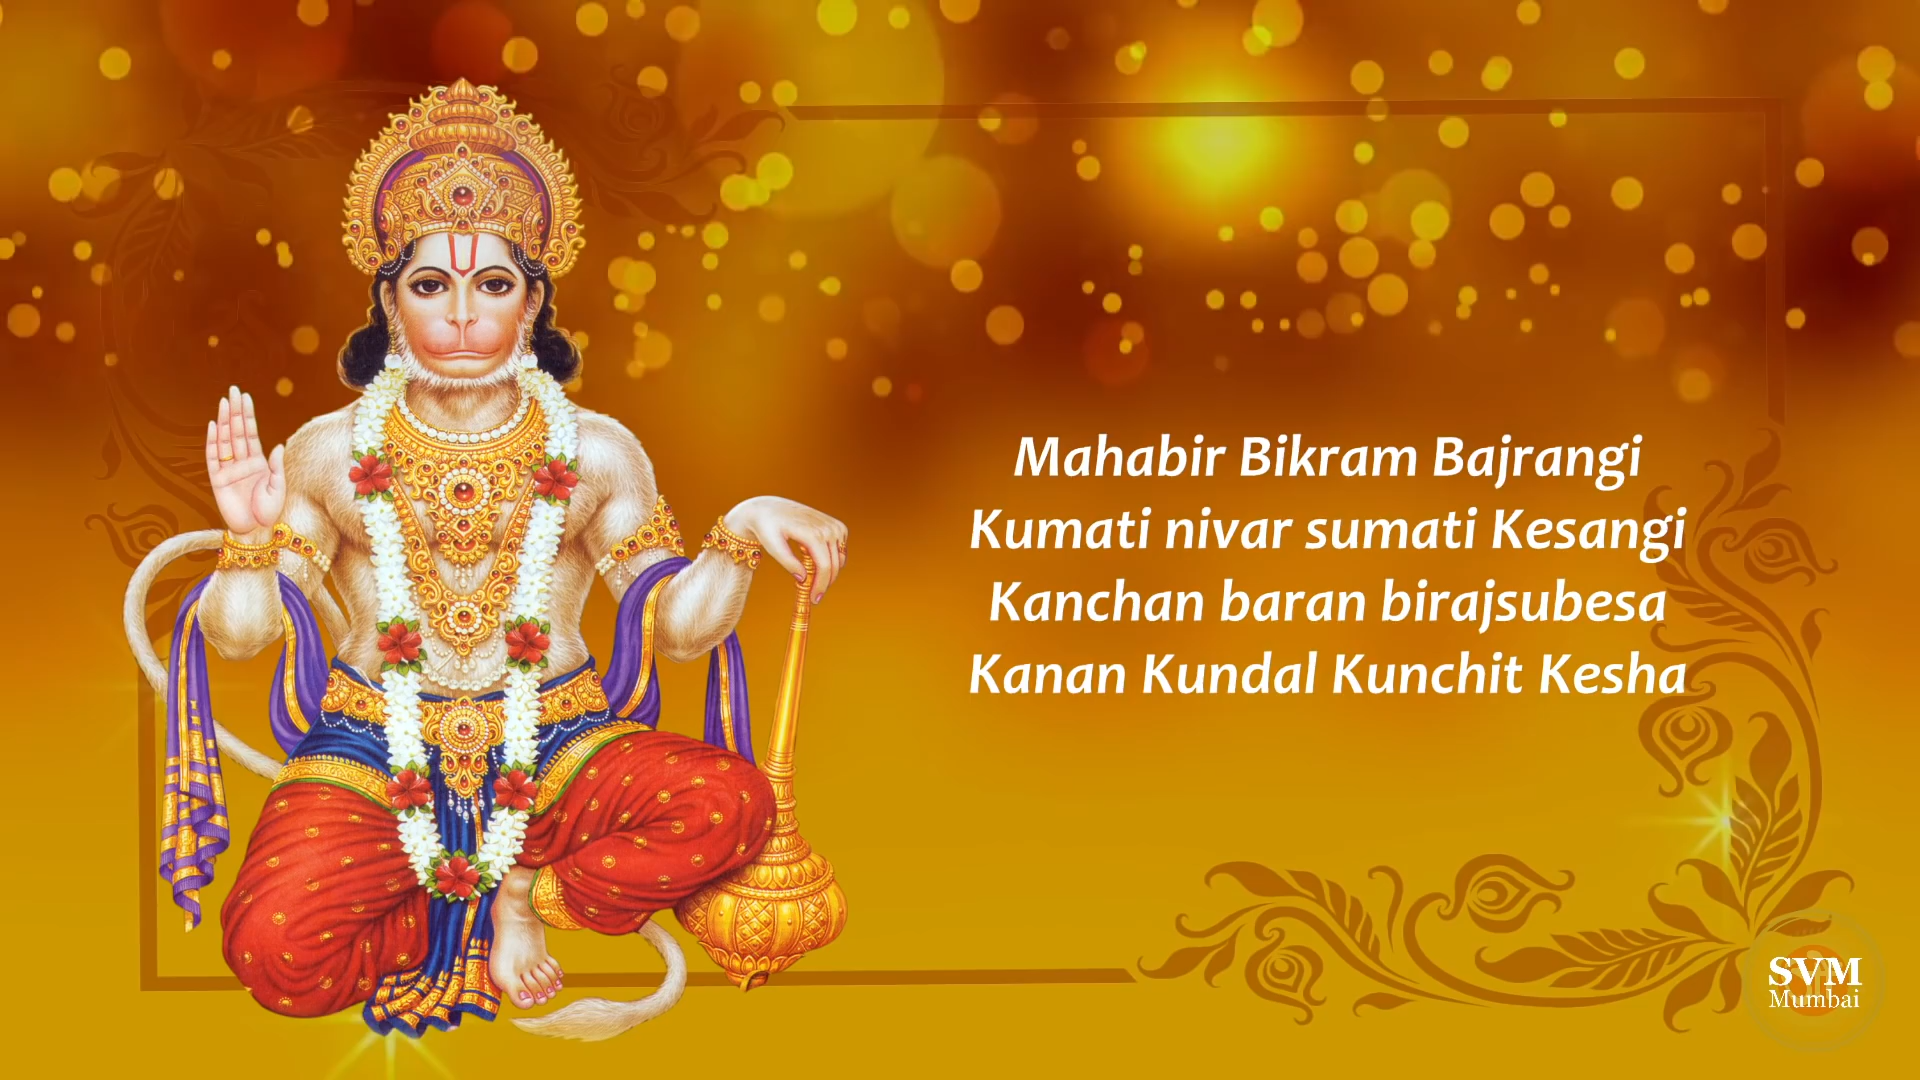 Mahabir Bikram Bajrangi
Kumati nivar sumati Kesangi
Kanchan baran birajsubesa
Kanan Kundal Kunchit Kesha
SVM
Mumbai